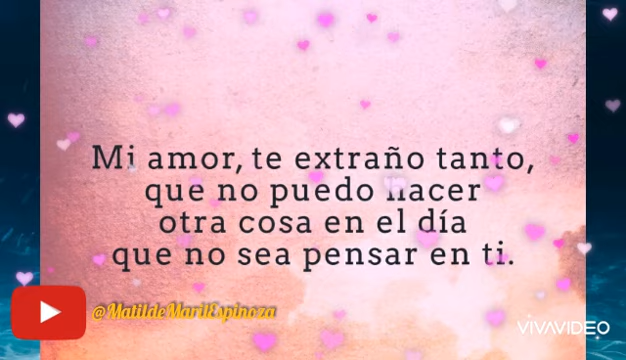 Mi amor, te extraño tanto,
que no puedo hacer
otra cosa en el día
que no sea pensar en ti.
@MatildeMarilEspinoza
VIVAVIDEO